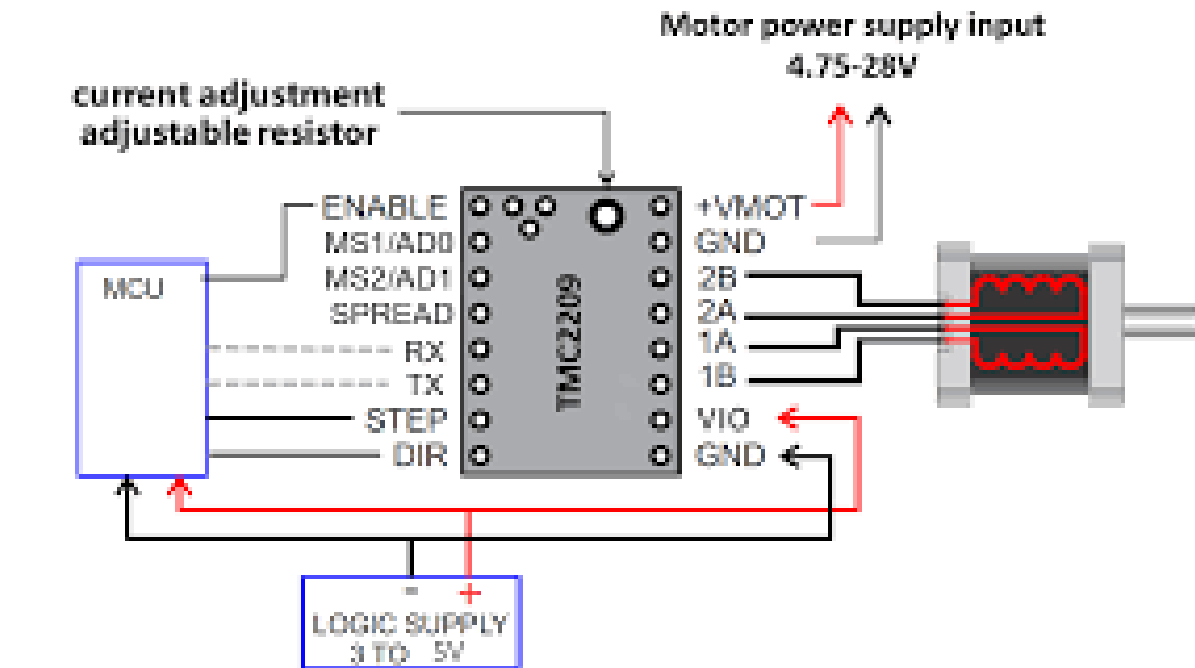 Motor power supply input
4.75-28V
current adjustment
adjustable resistor
ENABLE
MS1/AD0
MS2/AD1
SPREAD
RX
TX
STEP
DIR
MCU
TMC2209
+VMOT
GND
2B
2A
1A
1B
VIO
GND
- +
LOGIC SUPPLY
3 TO 5V